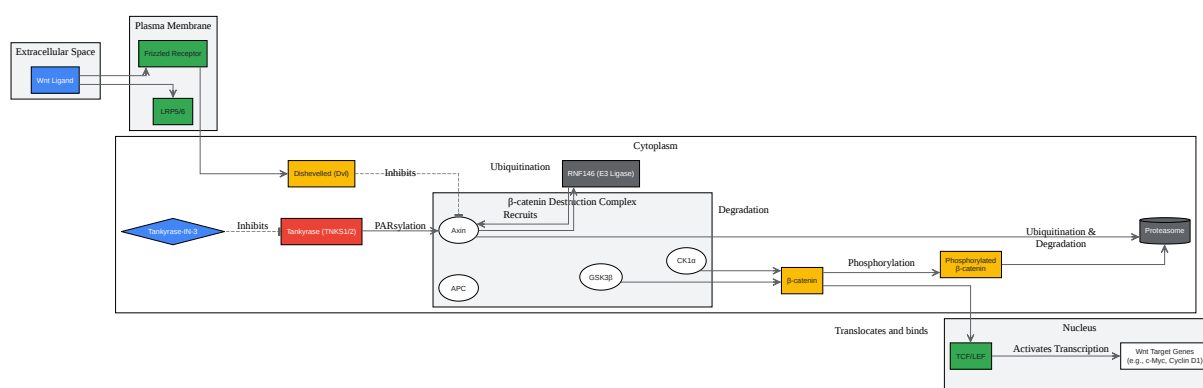 Plasma Membrane
Extracellular Space
Frizzled Receptor
Wnt Ligand
LRP5/6
Cytoplasm
Dishevelled (Dvl)
Inhibits
Ubiquitination
RNF146 (E3 Ligase)
β-catenin Destruction Complex
Recruits
Degradation
Tankyrase-IN-3
Inhibits
Tankyrase (TNKS1/2)
PARsylation
Axin
Ubiquitination &
Degradation
Proteasome
CK1α
GSK3β
APC
β-catenin
Phosphorylation
Phosphorylated
β-catenin
Translocates and binds
Nucleus
TCF/LEF
Activates Transcription
Wnt Target Genes
(e.g., c-Myc, Cyclin D1)